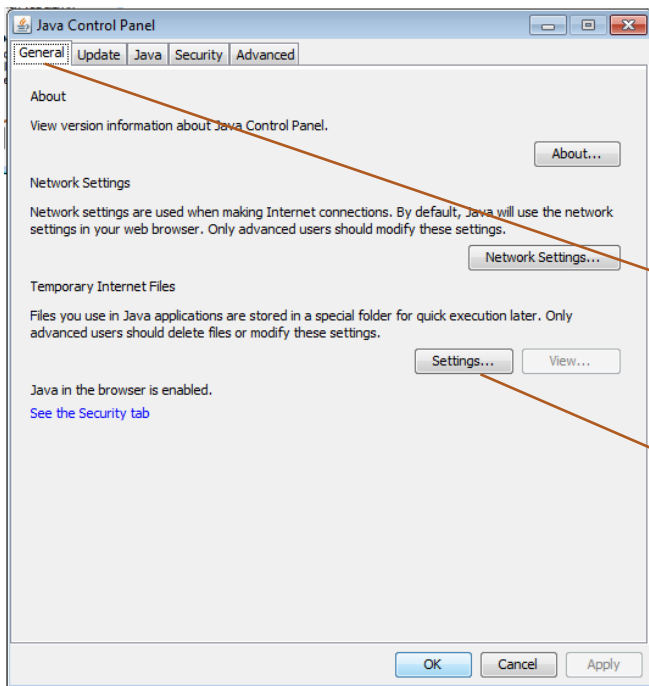 Java Control Panel
General Update Java Security Advanced
About
View version information about Java Control Panel.
About...
Network Settings
Network settings are used when making Internet connections. By default, Java will use the network
settings in your web browser. Only advanced users should modify these settings.
Network Settings...
Temporary Internet Files
Files you use in Java applications are stored in a special folder for quick execution later. Only
advanced users should delete files or modify these settings.
Settings... View...
Java in the browser is enabled.
See the Security tab
OK Cancel Apply